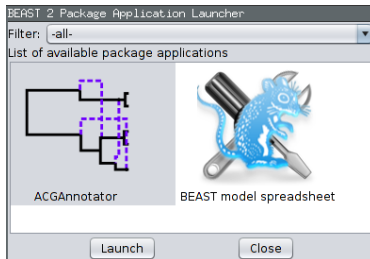 BEAST 2 Package Application Launcher
Filter: -all-
List of available package applications
ACGAnnotator BEAST model spreadsheet
Launch Close